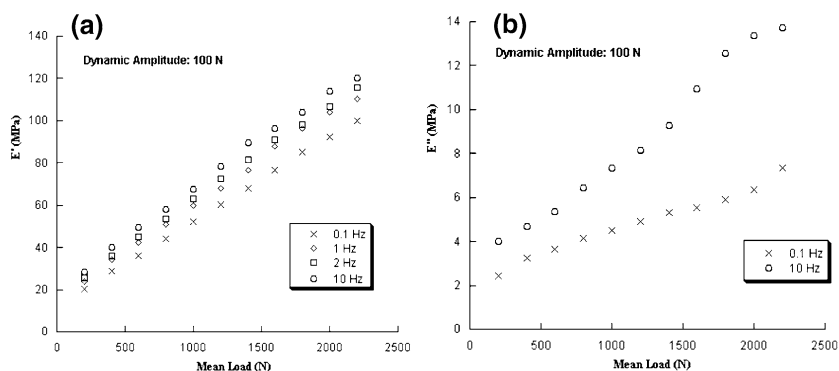 (a)
Dynamic Amplitude: 100 N
E' (MPa)
140
120
100
80
60
40
20
0
0 500 1000 1500 2000 2500
Mean Load (N)
0.1 Hz
1 Hz
2 Hz
10 Hz
(b)
Dynamic Amplitude: 100 N
E" (MPa)
14
12
10
8
6
4
2
0
0 500 1000 1500 2000 2500
Mean Load (N)
0.1 Hz
10 Hz